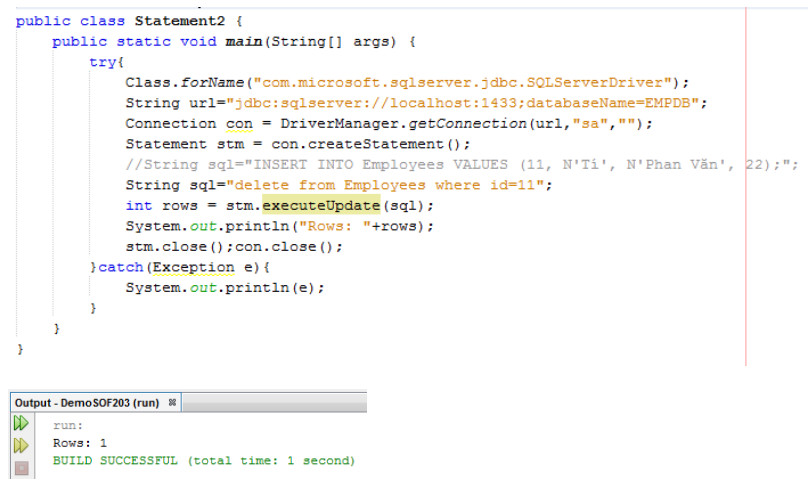 public class Statement2 {
public static void main(String[] args) {
try{
Class.forName("com.microsoft.sqlserver.jdbc.SQLServerDriver");
String url="jdbc:sqlserver://localhost:1433;databaseName=EMPDB";
Connection con = DriverManager.getConnection(url,"sa","");
Statement stm = con.createStatement();
//String sql="INSERT INTO Employees VALUES (11, N'Tí', N'Phan Văn', 22);";
String sql="delete from Employees where id=11";
int rows = stm.executeUpdate(sql);
System.out.println("Rows: "+rows);
stm.close();con.close();
}catch(Exception e){
System.out.println(e);
}
}
}
Output - DemoSOF203 (run)
run:
Rows: 1
BUILD SUCCESSFUL (total time: 1 second)